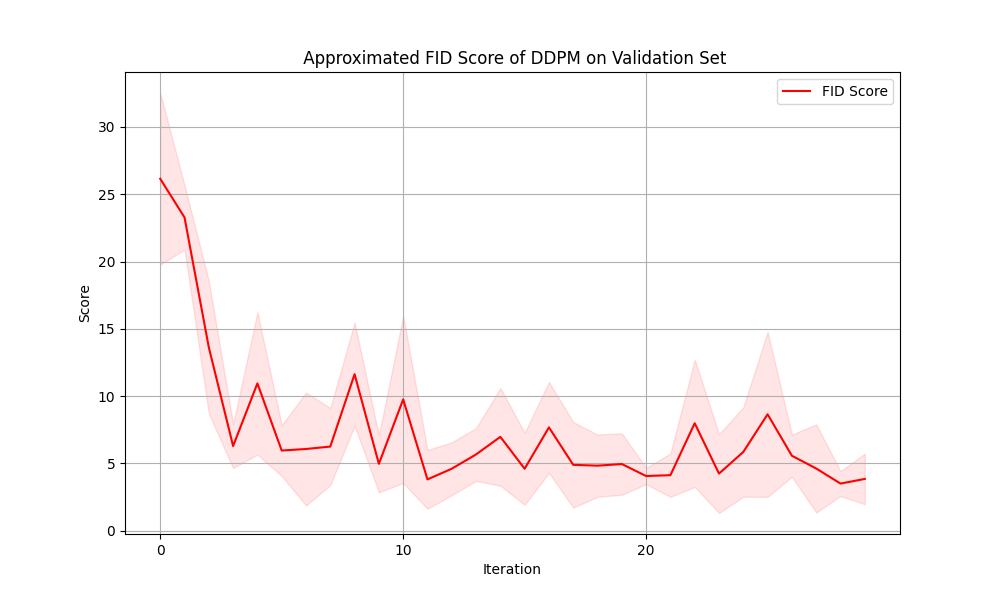 Approximated FID Score of DDPM on Validation Set
FID Score
30
25
20
15
10
5
0
Score
0 10 20
Iteration